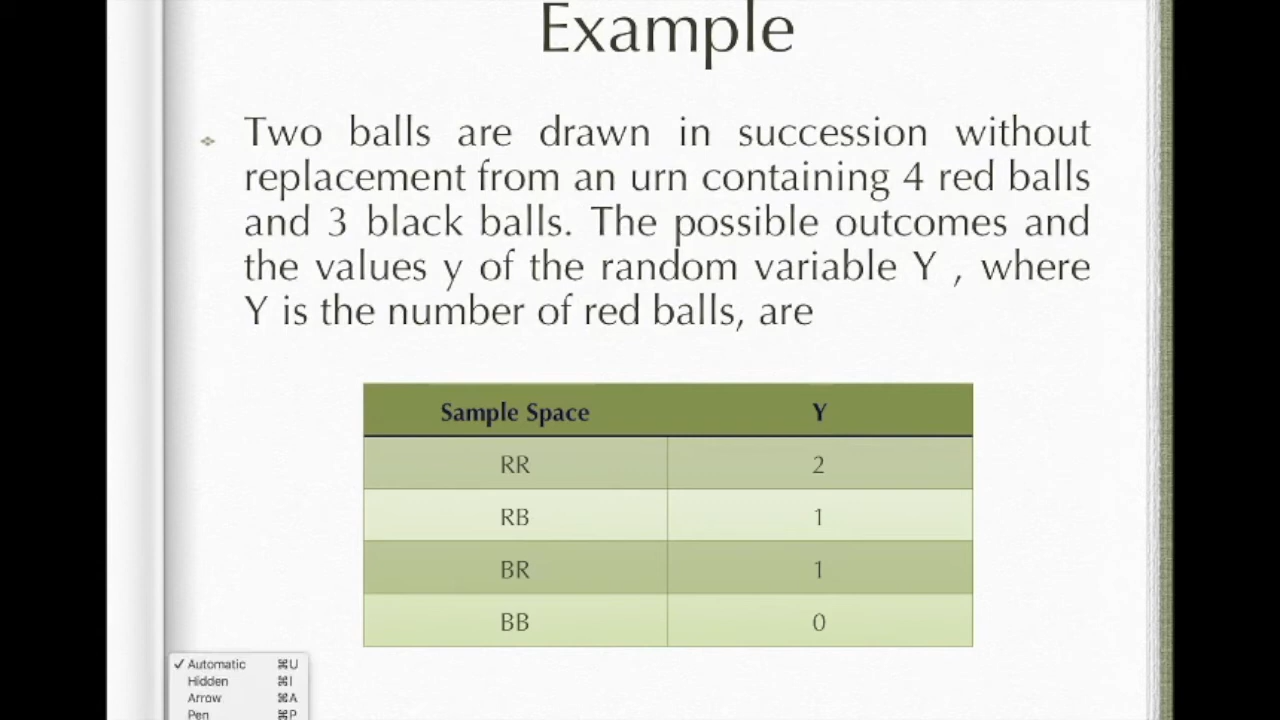 Example
Two balls are drawn in succession without
replacement from an urn containing 4 red balls
and 3 black balls. The possible outcomes and
the values y of the random variable Y , where
Y is the number of red balls, are
Sample Space Y
RR 2
RB 1
BR 1
BB 0
✓ Automatic ⌘U
Hidden ⌘I
Arrow ⌘A
Pen ⌘P